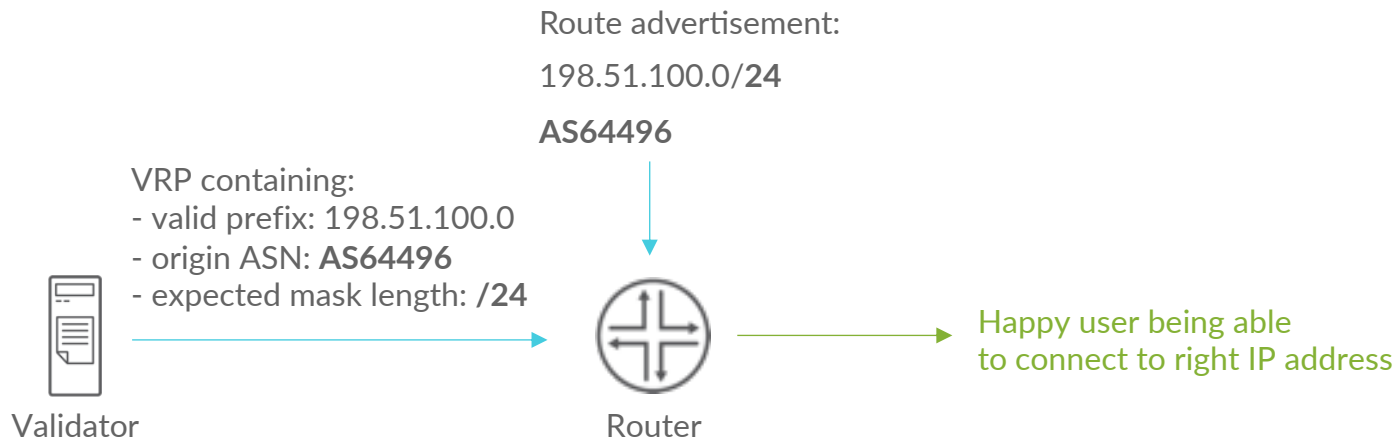 Route advertisement:
198.51.100.0/24
AS64496
VRP containing:
- valid prefix: 198.51.100.0
- origin ASN: AS64496
- expected mask length: /24
Happy user being able
to connect to right IP address
Validator
Router